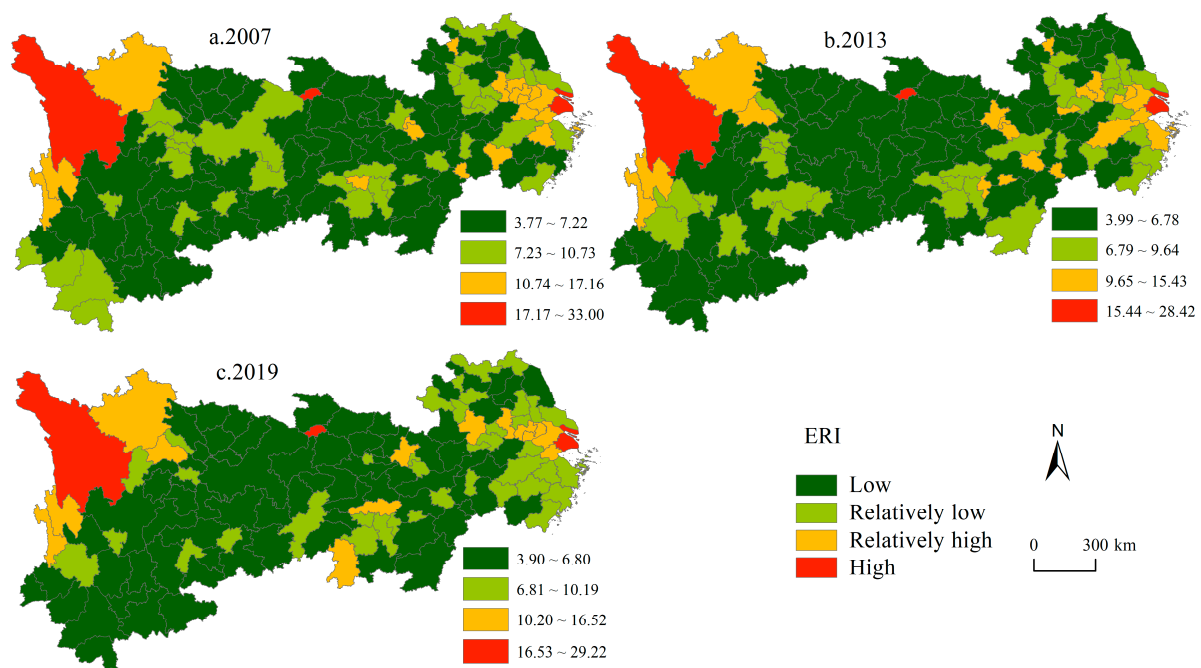 a.2007
3.77 ~ 7.22
7.23 ~ 10.73
10.74 ~ 17.16
17.17 ~ 33.00
b.2013
3.99 ~ 6.78
6.79 ~ 9.64
9.65 ~ 15.43
15.44 ~ 28.42
c.2019
3.90 ~ 6.80
6.81 ~ 10.19
10.20 ~ 16.52
16.53 ~ 29.22
ERI
Low
Relatively low
Relatively high
High
N
0 300 km